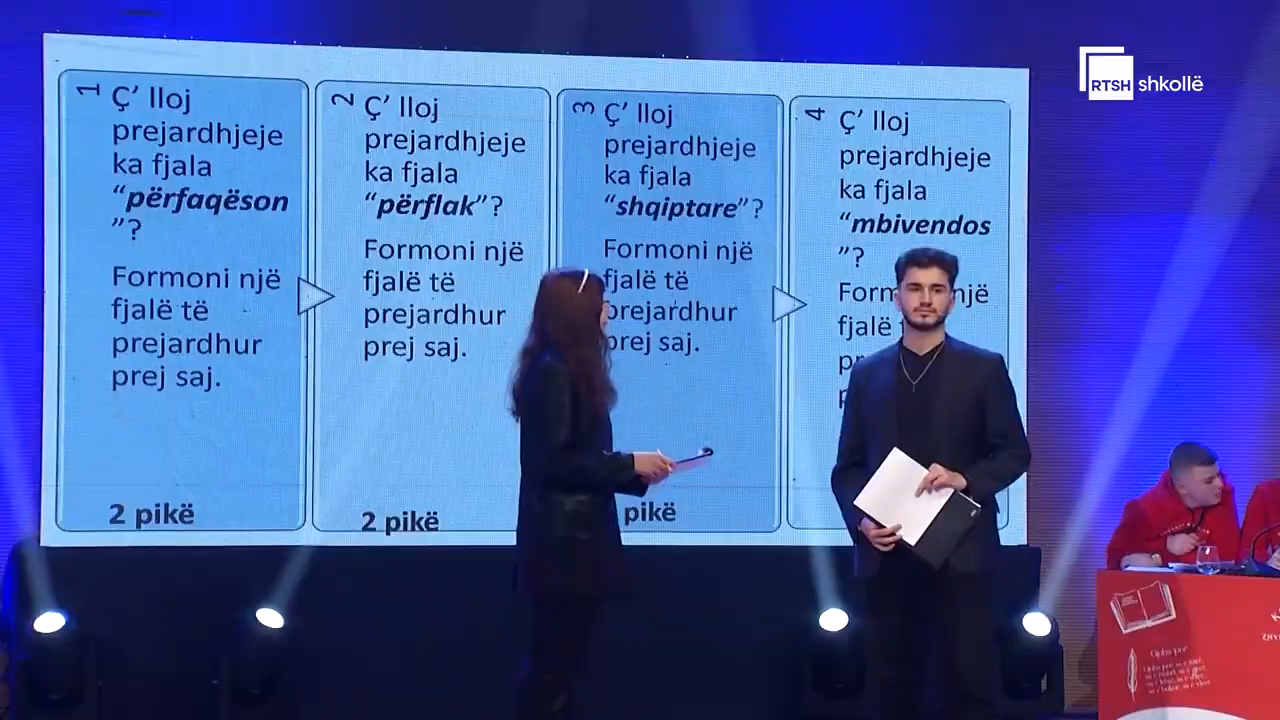 1
Ç’ lloj
prejardhjeje
ka fjala
“përfaqëson
”?
Formoni një
fjalë të
prejardhur
prej saj.
2 pikë
2
Ç’ lloj
prejardhjeje
ka fjala
“përflak”?
Formoni një
fjalë të
prejardhur
prej saj.
2 pikë
3
Ç’ lloj
prejardhjeje
ka fjala
“shqiptare”?
Formoni një
fjalë të
prejardhur
prej saj.
pikë
4
Ç’ lloj
prejardhjeje
ka fjala
“mbivendos
”?
një
fjalë
RTSH shkollë